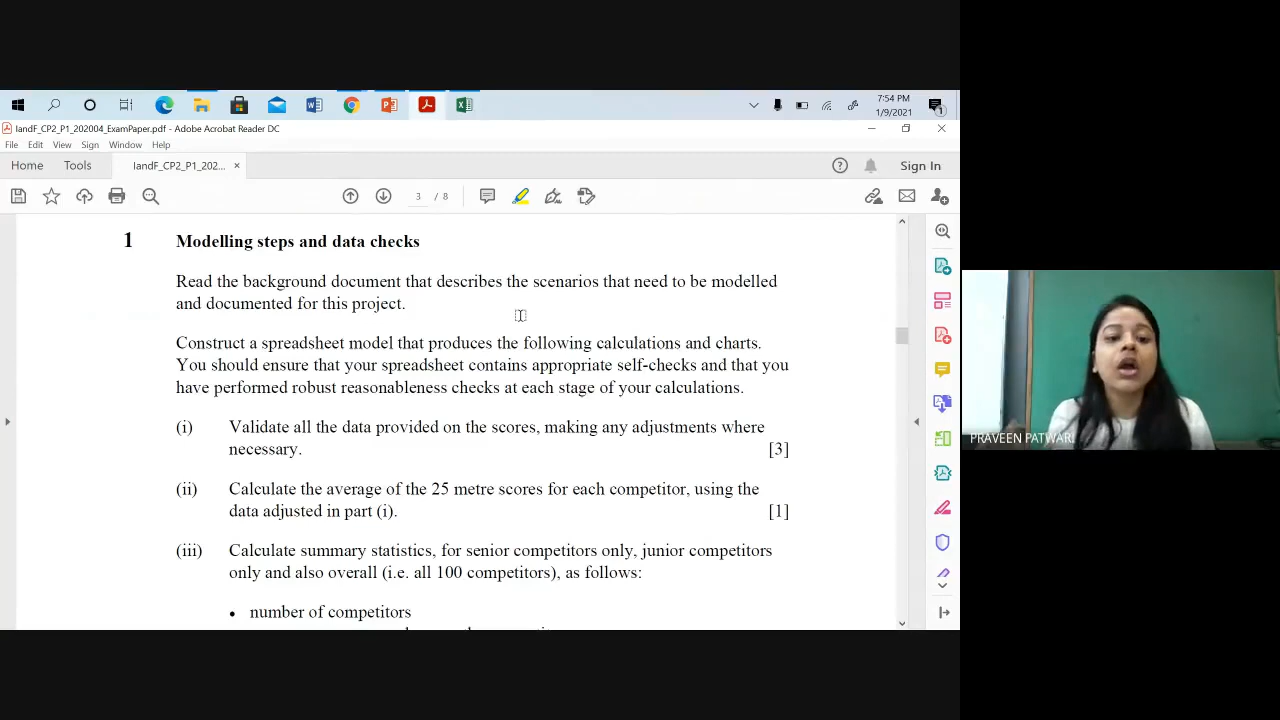 7:54 PM
1/9/2021
IandF_CP2_P1_202004_ExamPaper.pdf - Adobe Acrobat Reader DC
File Edit View Sign Window Help
Home Tools IandF_CP2_P1_202... × Sign In
3 / 8
1 Modelling steps and data checks
Read the background document that describes the scenarios that need to be modelled
and documented for this project.
Construct a spreadsheet model that produces the following calculations and charts.
You should ensure that your spreadsheet contains appropriate self-checks and that you
have performed robust reasonableness checks at each stage of your calculations.
(i) Validate all the data provided on the scores, making any adjustments where
necessary. [3]
(ii) Calculate the average of the 25 metre scores for each competitor, using the
data adjusted in part (i). [1]
(iii) Calculate summary statistics, for senior competitors only, junior competitors
only and also overall (i.e. all 100 competitors), as follows:
• number of competitors
PRAVEEN PATWARI